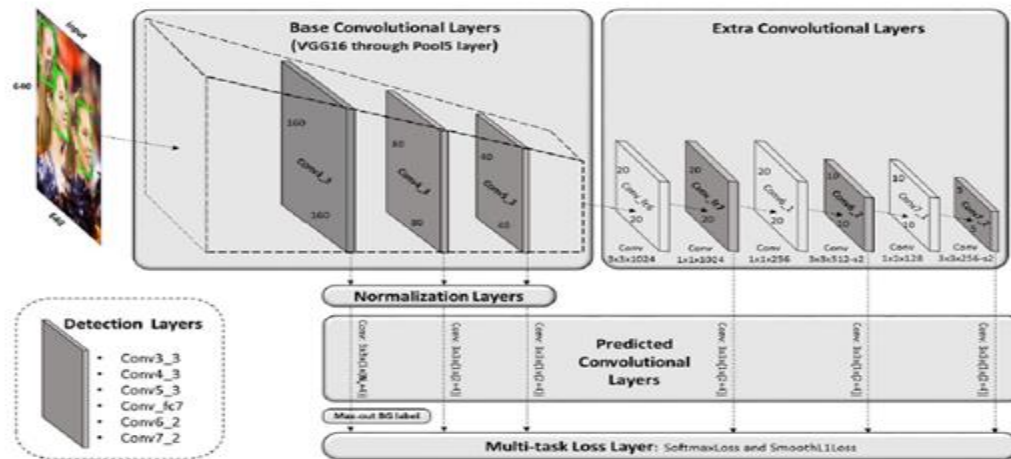 Input
640
640
Base Convolutional Layers
(VGG16 through Pool5 layer)
160
Conv3_3
160
80
Conv4_3
80
40
Conv5_3
40
Extra Convolutional Layers
20
Conv_fc6
20
Conv
3x3x1024
20
Conv_fc7
20
Conv
1x1x1024
20
Conv6_1
20
Conv
1x1x256
10
Conv6_2
10
Conv
3x3x512-s2
10
Conv7_1
10
Conv
1x1x128
Conv7_2
Conv
3x3x256-s2
Normalization Layers
Predicted
Convolutional
Layers
Max-out BG label
Multi-task Loss Layer: SoftmaxLoss and SmoothL1Loss
Detection Layers
• Conv3_3
• Conv4_3
• Conv5_3
• Conv_fc7
• Conv6_2
• Conv7_2